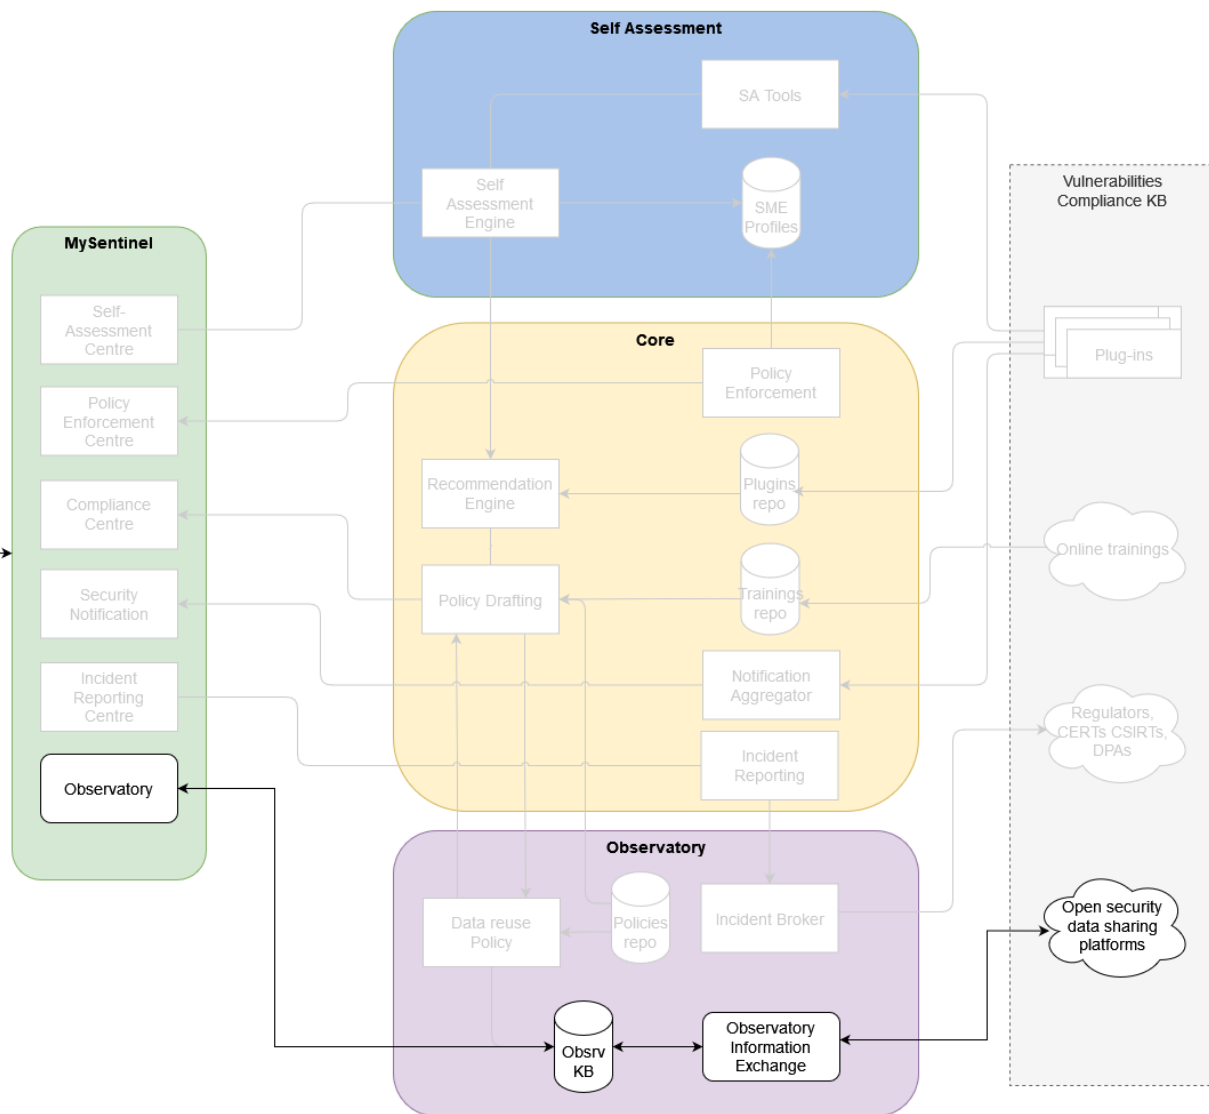 Self Assessment
SA Tools
Self
Assessment
Engine
SME
Profiles
Vulnerabilities
Compliance KB
MySentinel
Self-
Assessment
Centre
Policy
Enforcement
Centre
Compliance
Centre
Security
Notification
Incident
Reporting
Centre
Observatory
Core
Policy
Enforcement
Recommendation
Engine
Plugins
repo
Policy Drafting
Trainings
repo
Notification
Aggregator
Incident
Reporting
Plug-ins
Online trainings
Regulators,
CERTs CSIRTs,
DPAs
Observatory
Data reuse
Policy
Policies
repo
Incident Broker
Open security
data sharing
platforms
Obsrv
KB
Observatory
Information
Exchange